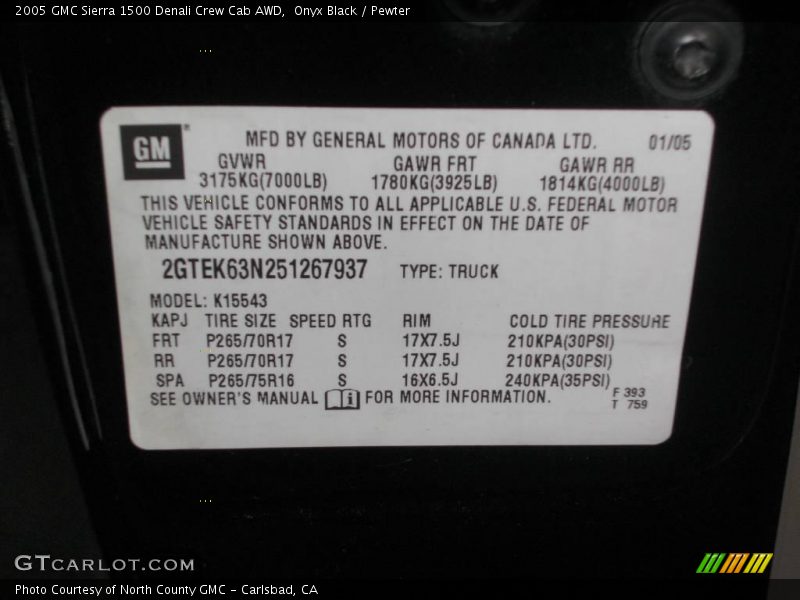 2005 GMC Sierra 1500 Denali Crew Cab AWD,  Onyx Black / Pewter
GM
MFD BY GENERAL MOTORS OF CANADA LTD. 01/05
GVWR GAWR FRT GAWR RR
3175KG(7000LB) 1780KG(3925LB) 1814KG(4000LB)
THIS VEHICLE CONFORMS TO ALL APPLICABLE U.S. FEDERAL MOTOR
VEHICLE SAFETY STANDARDS IN EFFECT ON THE DATE OF
MANUFACTURE SHOWN ABOVE.
2GTEK63N251267937 TYPE: TRUCK
MODEL: K15543
KAPJ TIRE SIZE SPEED RTG RIM COLD TIRE PRESSURE
FRT P265/70R17 S 17X7.5J 210KPA(30PSI)
RR P265/70R17 S 17X7.5J 210KPA(30PSI)
SPA P265/75R16 S 16X6.5J 240KPA(35PSI)
SEE OWNER'S MANUAL i FOR MORE INFORMATION.
F 393
T 759
GTCARLOT.COM
Photo Courtesy of North County GMC - Carlsbad, CA